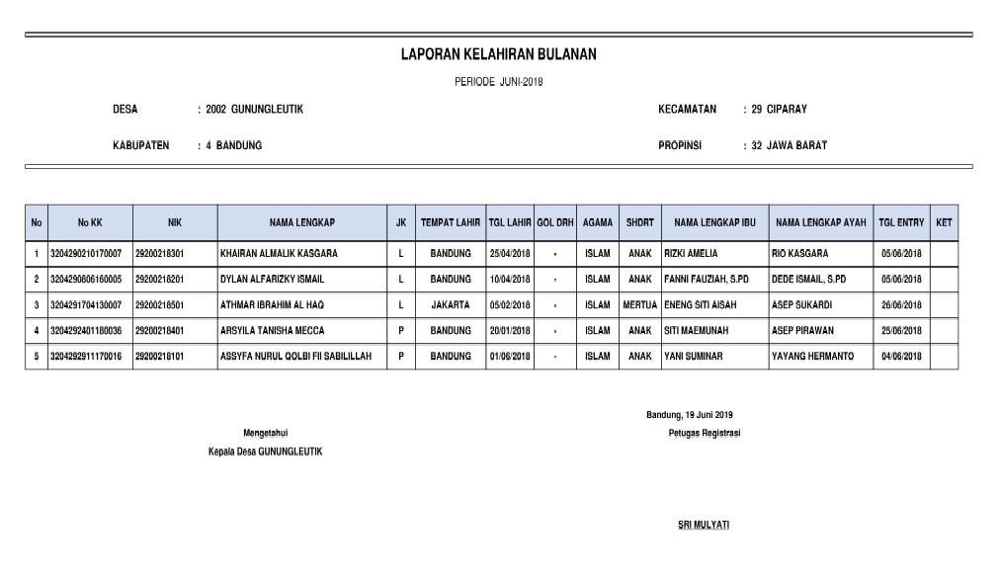 LAPORAN KELAHIRAN BULANAN
PERIODE JUNI-2018
DESA : 2002 GUNUNGLEUTIK KECAMATAN : 29 CIPARAY
KABUPATEN : 4 BANDUNG PROPINSI : 32 JAWA BARAT
No No KK NIK NAMA LENGKAP JK TEMPAT LAHIR TGL LAHIR GOL DRH AGAMA SHDRT NAMA LENGKAP IBU NAMA LENGKAP AYAH TGL ENTRY KET
1 3204290210170007 29200218301 KHAIRAN ALMALIK KASGARA L BANDUNG 25/04/2018 - ISLAM ANAK RIZKI AMELIA RIO KASGARA 05/06/2018
2 3204290806160005 29200218201 DYLAN ALFARIZKY ISMAIL L BANDUNG 10/04/2018 - ISLAM ANAK FANNI FAUZIAH, S.PD DEDE ISMAIL, S.PD 05/06/2018
3 3204291704130007 29200218501 ATHMAR IBRAHIM AL HAQ L JAKARTA 05/02/2018 - ISLAM MERTUA ENENG SITI AISAH ASEP SUKARDI 26/06/2018
4 3204292401180036 29200218401 ARSYILA TANISHA MECCA P BANDUNG 20/01/2018 - ISLAM ANAK SITI MAEMUNAH ASEP PIRAWAN 25/06/2018
5 3204292911170016 29200218101 ASSYFA NURUL QOLBI FII SABILILLAH P BANDUNG 01/06/2018 - ISLAM ANAK YANI SUMINAR YAYANG HERMANTO 04/06/2018
Bandung, 19 Juni 2019
Mengetahui Petugas Registrasi
Kepala Desa GUNUNGLEUTIK
SRI MULYATI